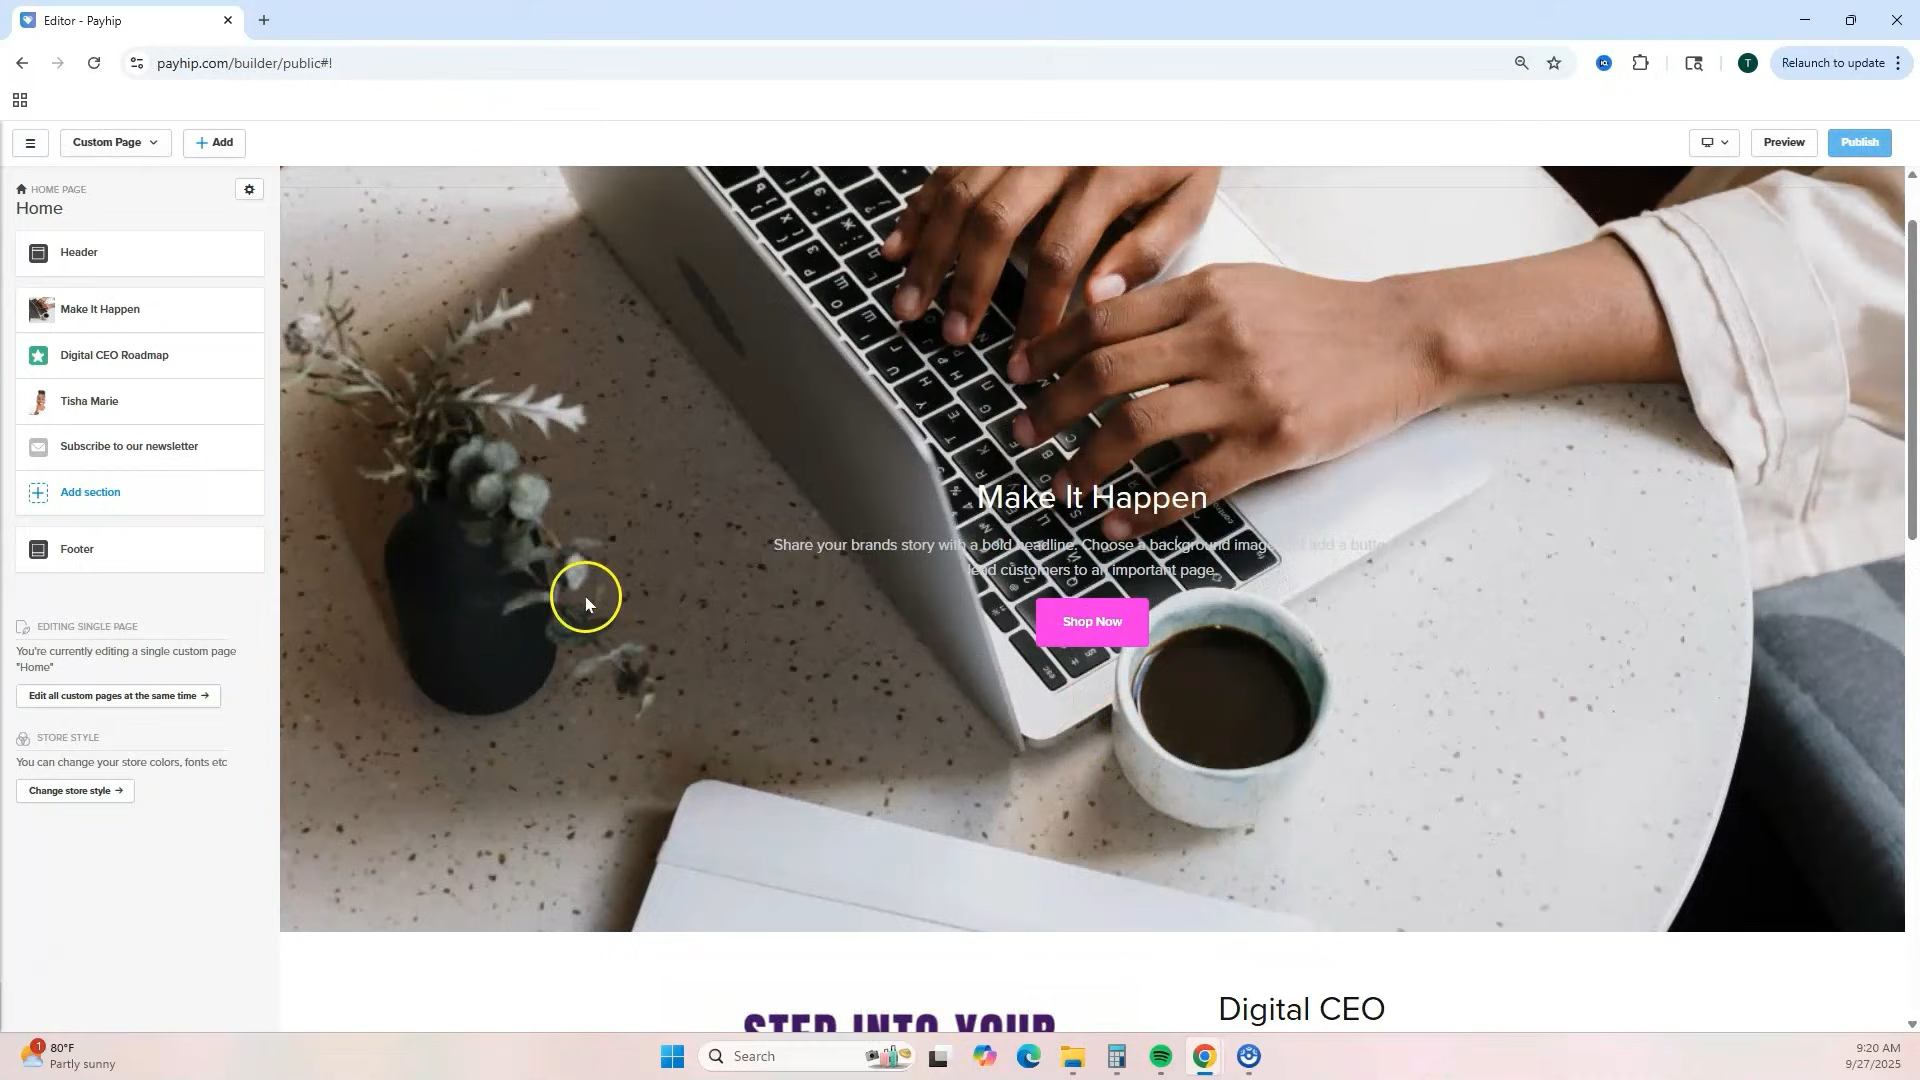 Editor - Payhip
payhip.com/builder/public#!
T
Relaunch to update
Custom Page
Add
Preview
Publish
HOME PAGE
Home
Header
Make It Happen
Digital CEO Roadmap
Tisha Marie
Subscribe to our newsletter
Add section
Footer
EDITING SINGLE PAGE
You're currently editing a single custom page
"Home"
Edit all custom pages at the same time →
STORE STYLE
You can change your store colors, fonts etc
Change store style →
Make It Happen
Share your brands story with a bold headline. Choose a background image add a
lead customers to an important page.
Shop Now
STEP INTO YOUR
Digital CEO
1
80°F
Partly sunny
Search
9:20 AM
9/27/2025